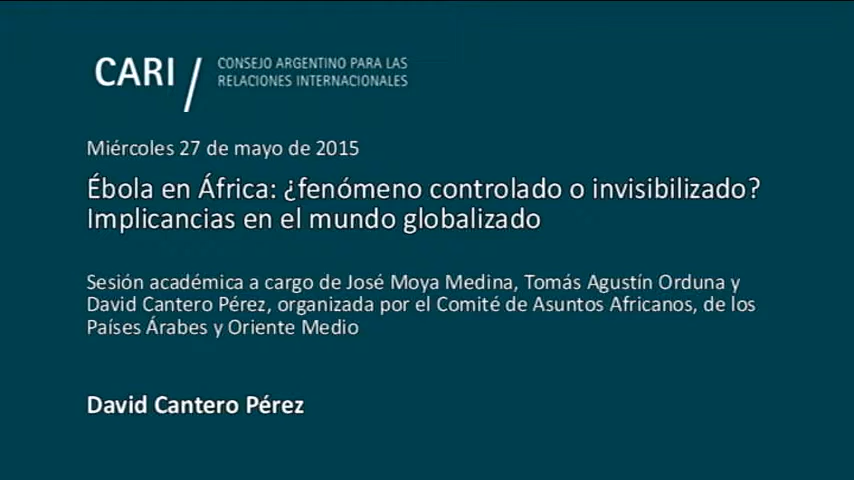 CARI /
CONSEJO ARGENTINO PARA LAS
RELACIONES INTERNACIONALES
Miércoles 27 de mayo de 2015
Ébola en África: ¿fenómeno controlado o invisibilizado?
Implicancias en el mundo globalizado
Sesión académica a cargo de José Moya Medina, Tomás Agustín Orduna y
David Cantero Pérez, organizada por el Comité de Asuntos Africanos, de los
Países Árabes y Oriente Medio
David Cantero Pérez